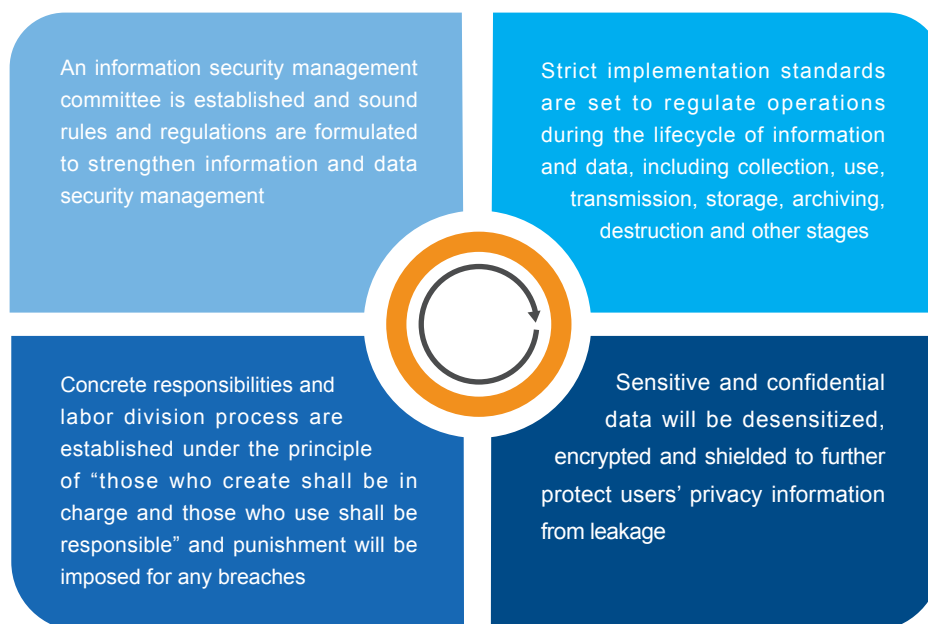 An information security management
committee is established and sound
rules and regulations are formulated
to strengthen information and data
security management
Strict implementation standards
are set to regulate operations
during the lifecycle of information
and data, including collection, use,
transmission, storage, archiving,
destruction and other stages
Concrete responsibilities and
labor division process are
established under the principle
of “those who create shall be in
charge and those who use shall be
responsible” and punishment will be
imposed for any breaches
Sensitive and confidential
data will be desensitized,
encrypted and shielded to further
protect users’ privacy information
from leakage